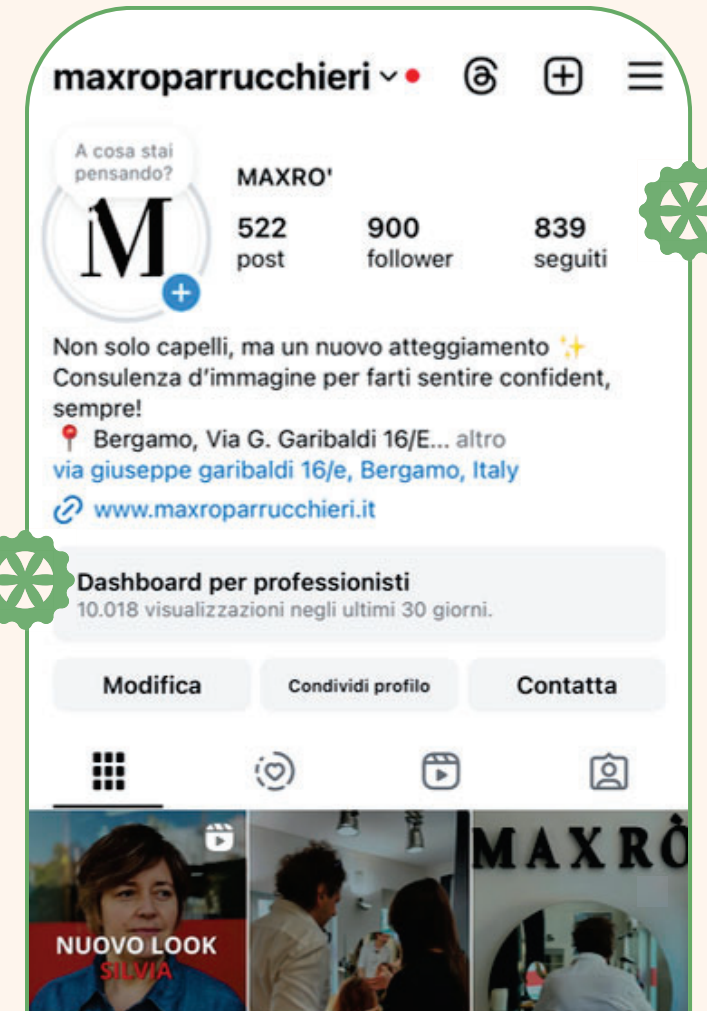 maxroparrucchieri
A cosa stai
pensando?
M
MAXRO'
522
900
839
post
follower
seguiti
Non solo capelli, ma un nuovo atteggiamento ✨
Consulenza d'immagine per farti sentire confident,
sempre!
📍 Bergamo, Via G. Garibaldi 16/E... altro
via giuseppe garibaldi 16/e, Bergamo, Italy
www.maxroparrucchieri.it
Dashboard per professionisti
10.018 visualizzazioni negli ultimi 30 giorni.
Modifica
Condividi profilo
Contatta
NUOVO LOOK
SILVIA
MAXRÒ